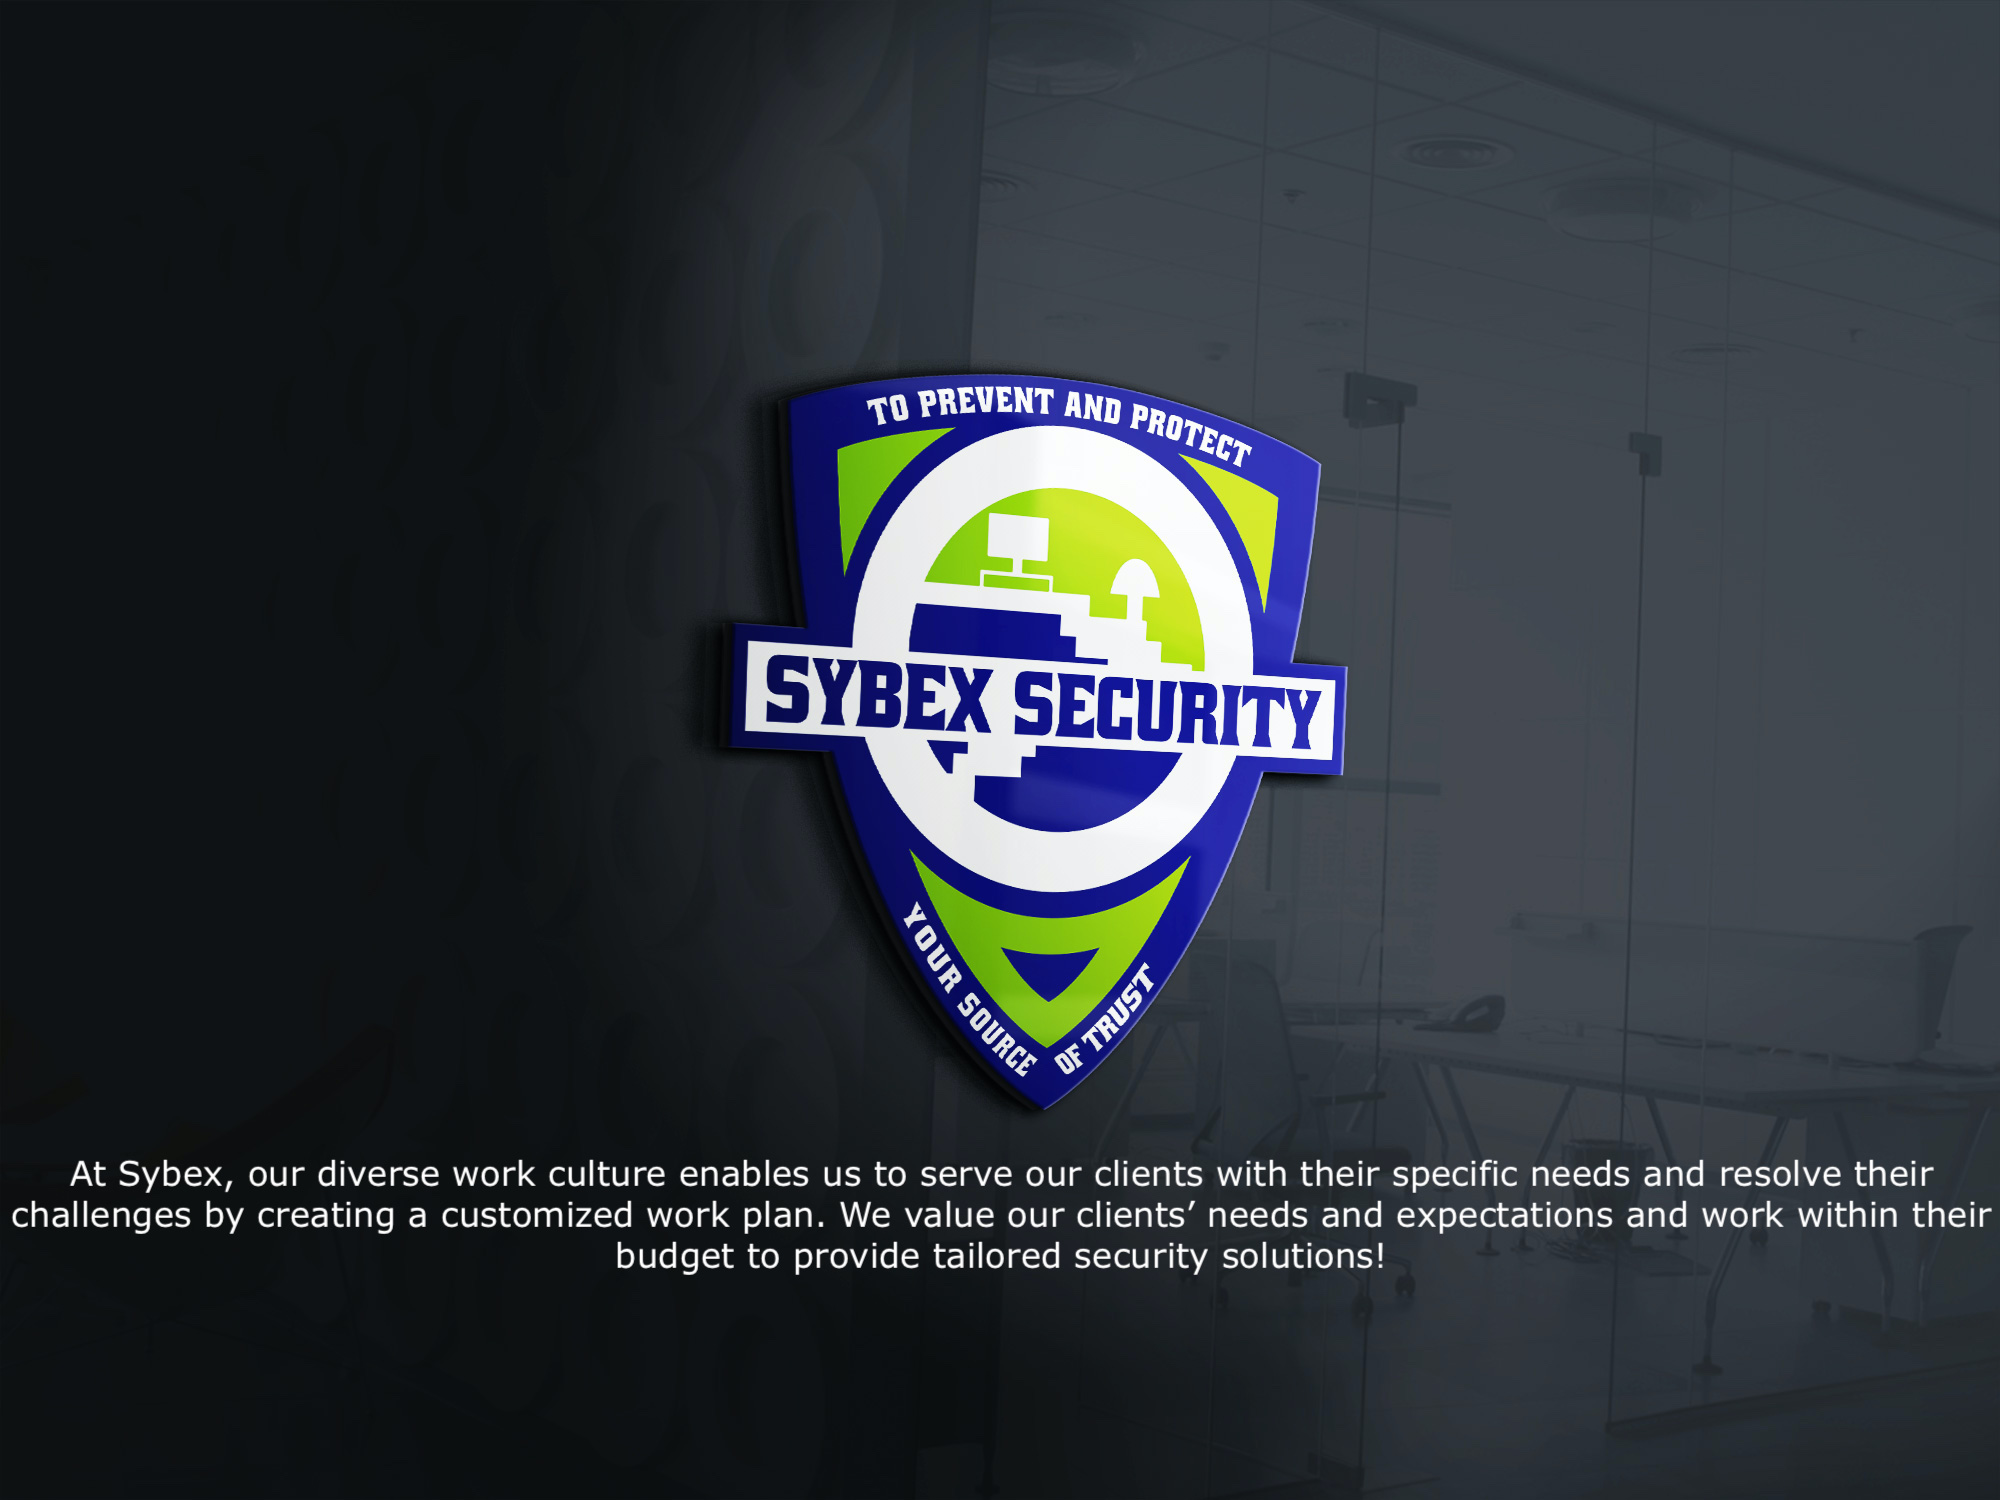 TO PREVENT AND PROTECT
SYBEX SECURITY
YOUR SOURCE OF TRUST
At Sybex, our diverse work culture enables us to serve our clients with their specific needs and resolve their
challenges by creating a customized work plan. We value our clients’ needs and expectations and work within their
budget to provide tailored security solutions!